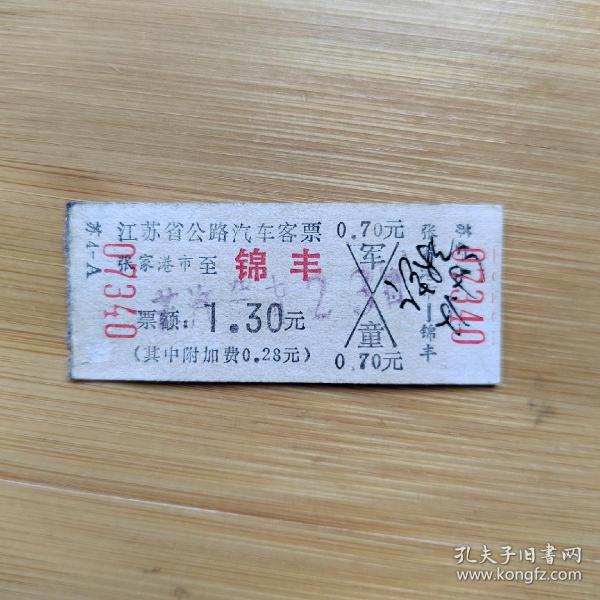 苏.4-A
07340
江苏省公路汽车客票
张家港市至 锦丰
票额:1.30元
(其中附加费0.28元)
0.70元
军
童
0.70元
锦丰
07340
孔夫子旧书网
www.kongfz.com